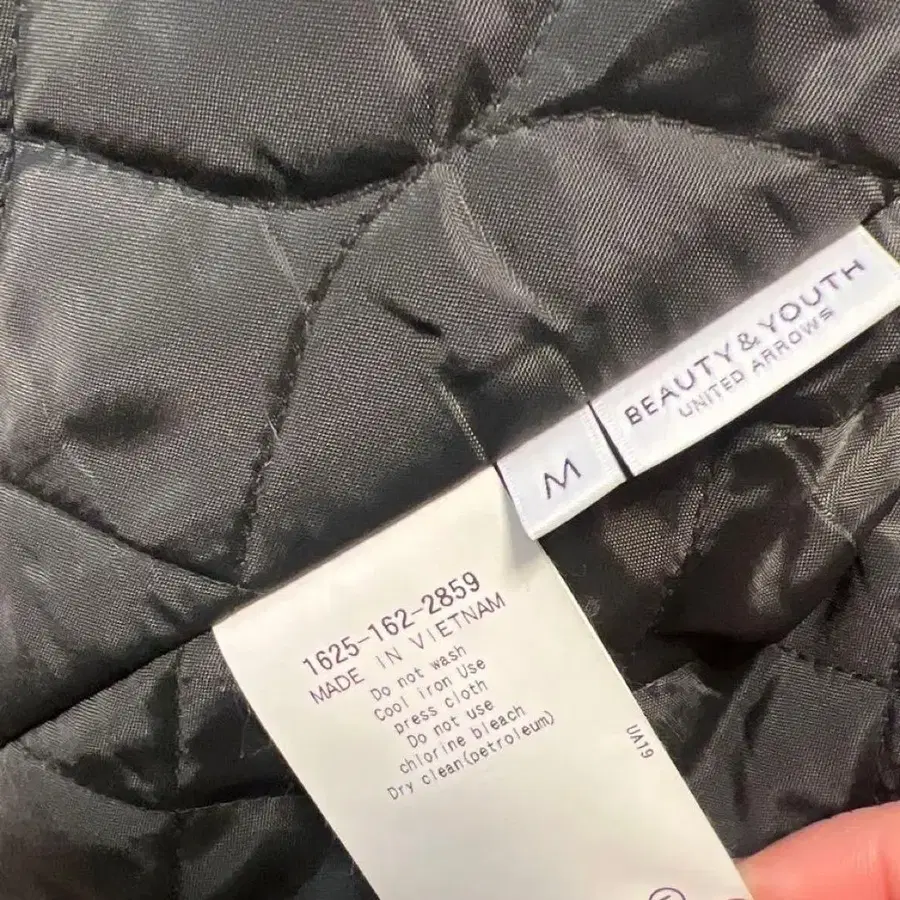 BEAUTY&YOUTH
UNITED ARROWS
M
1625-162-2859
MADE IN VIETNAM
Do not wash
Cool iron Use
press cloth
Do not use
chlorine bleach
Dry clean(petroleum)
UA19